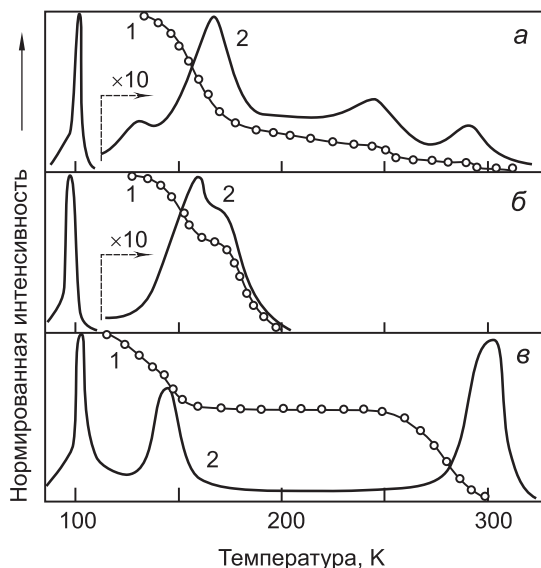 1
2
а
×10
1
2
б
×10
1
2
в
Нормированная интенсивность
100
200
300
Температура, K